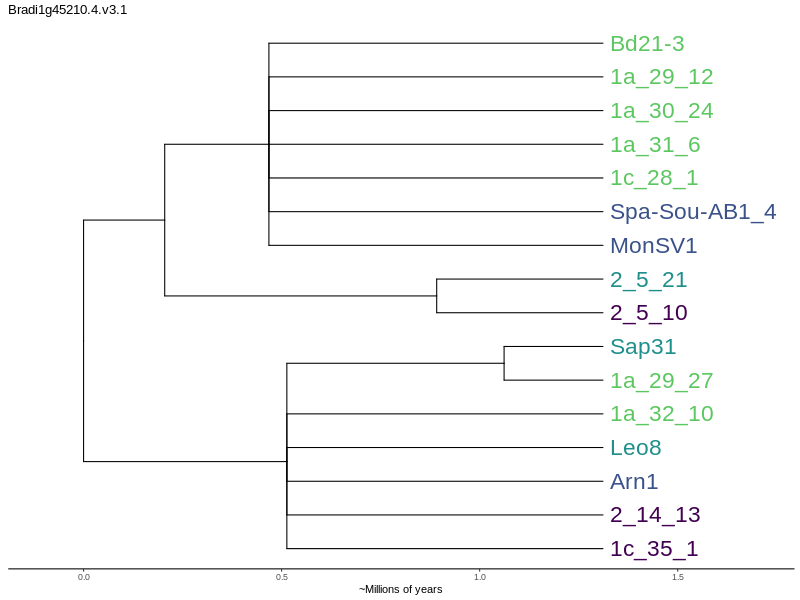 Bradi1g45210.4.v3.1
Bd21-3
1a_29_12
1a_30_24
1a_31_6
1c_28_1
Spa-Sou-AB1_4
MonSV1
2_5_21
2_5_10
Sap31
1a_29_27
1a_32_10
Leo8
Arn1
2_14_13
1c_35_1
0.0 0.5 1.0 1.5
~Millions of years